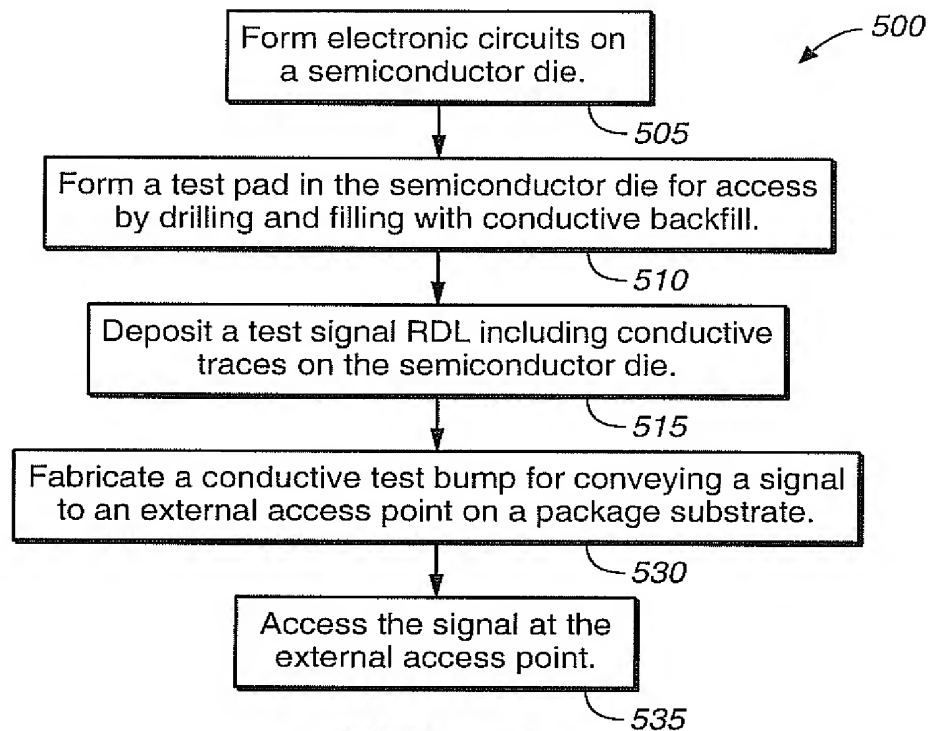 Form electronic circuits on
a semiconductor die.
500
505
Form a test pad in the semiconductor die for access
by drilling and filling with conductive backfill.
510
Deposit a test signal RDL including conductive
traces on the semiconductor die.
515
Fabricate a conductive test bump for conveying a signal
to an external access point on a package substrate.
530
Access the signal at the
external access point.
535